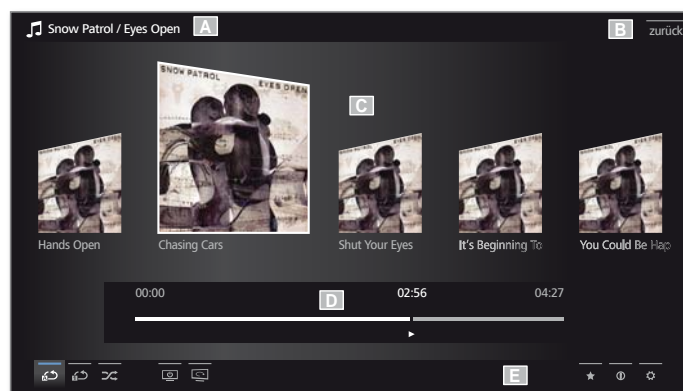 Snow Patrol / Eyes Open A B zurück
C
SNOW PATROL EYES OPEN
Hands Open Chasing Cars Shut Your Eyes It's Beginning To You Could Be Hap
00:00 D 02:56 04:27
E